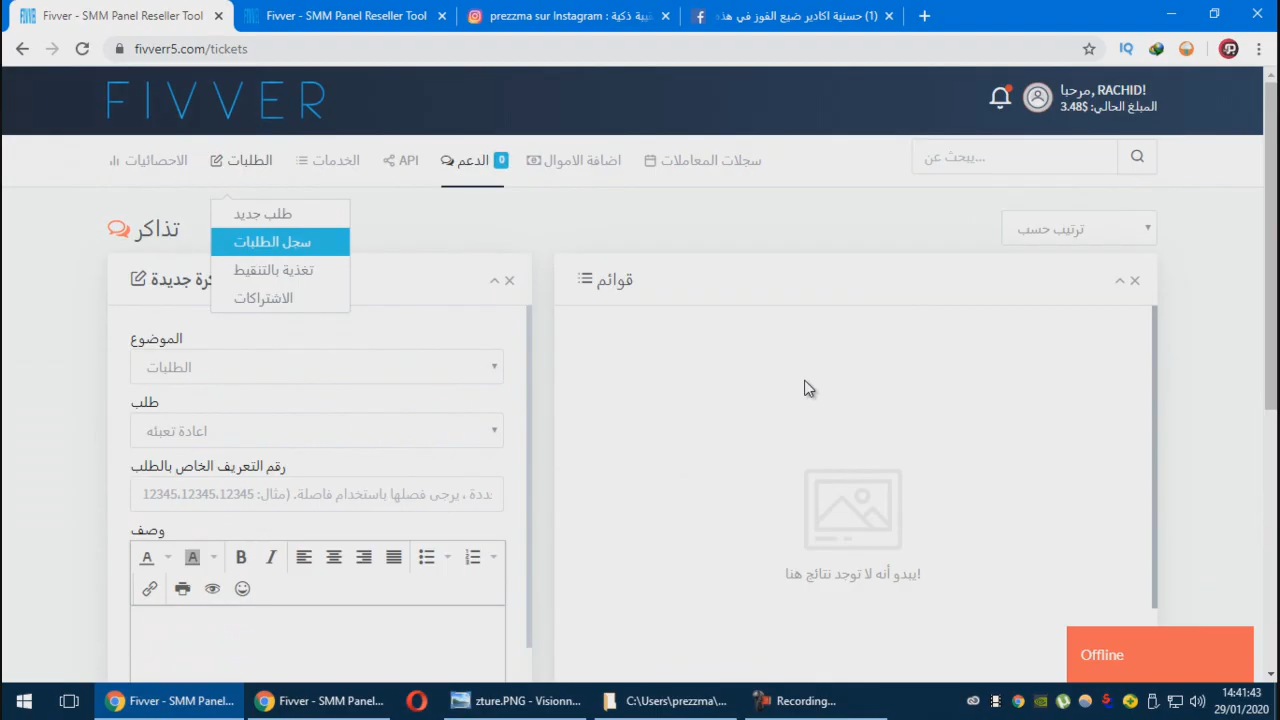 Fivver - SMM Panel Reseller Tool
Fivver - SMM Panel Reseller Tool
prezzma sur Instagram : يبة ذكية
(1) حسنية اكادير ضيع الفوز في هذه
fivverr5.com/tickets
FIVVER
مرحبا, RACHID!
المبلغ الحالي: $3.48
الاحصائيات
الطلبات
الخدمات
API
الدعم 0
اضافة الاموال
سجلات المعاملات
يبحث عن...
طلب جديد
سجل الطلبات
تغذية بالتنقيط
الاشتراكات
تذاكر
ترتيب حسب
كرة جديدة
قوائم
الموضوع
الطلبات
طلب
اعادة تعبئه
رقم التعريف الخاص بالطلب
ددة ، يرجى فصلها باستخدام فاصلة. (مثال: 12345،12345،12345
وصف
A A B I
يبدو أنه لا توجد نتائج هنا!
Offline
Fivver - SMM Panel...
Fivver - SMM Panel...
zture.PNG - Visionn...
C:\Users\prezzma\...
Recording...
14:41:43
29/01/2020